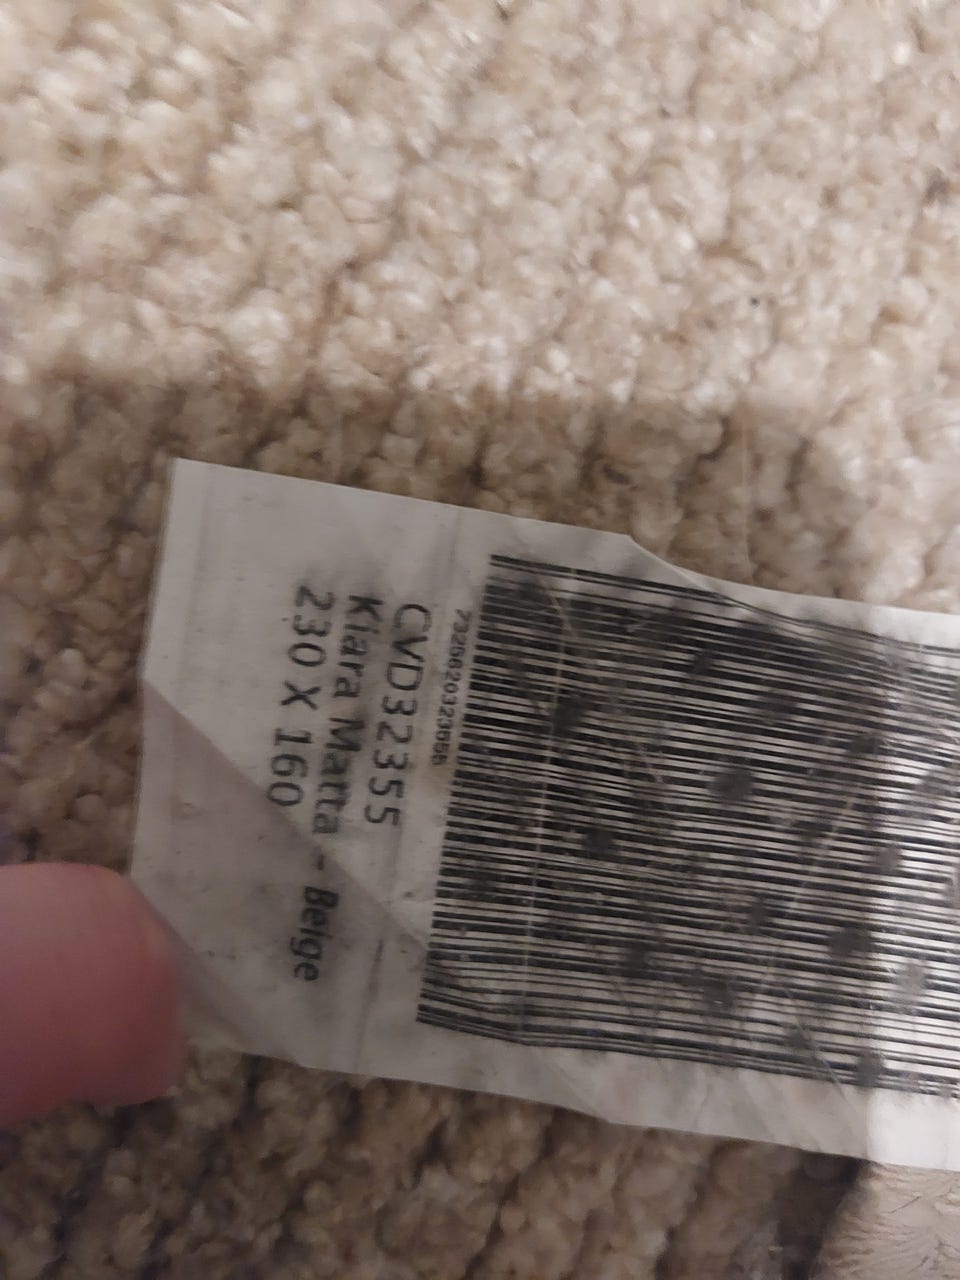 CVD32355
Kiara Matta - Beige
230 X 160